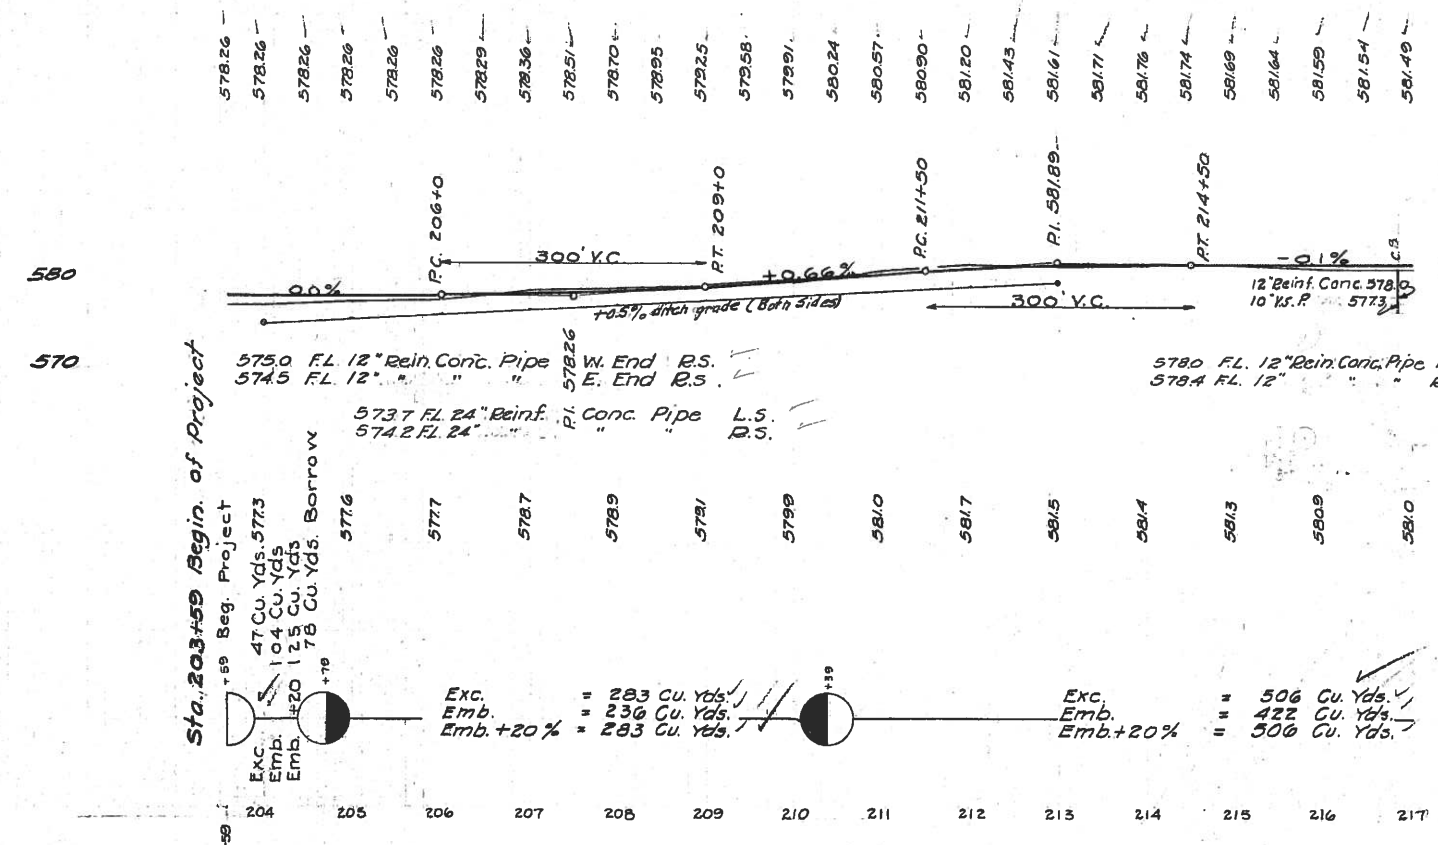 578.26
578.26
578.26
578.26
578.26
578.26
578.29
578.36
578.51
578.70
578.95
579.25
579.58
579.91
580.24
580.57
580.90
581.20
581.43
581.61
581.71
581.76
581.74
581.69
581.64
581.59
581.54
581.49
P.C. 206+0
P.T. 209+0
P.C. 211+50
P.I. 581.89
P.T. 214+50
C.B.
580
0.0%
300' V.C.
+0.66%
-0.1%
12" Reinf. Conc. 578.0
10" V.S.P. 577.3
300' V.C.
+0.5% ditch grade (Both Sides)
570
P.I. 578.26
575.0 F.L. 12" Rein. Conc. Pipe W. End R.S.
574.5 F.L. 12" " " " E. End R.S.
573.7 F.L. 24" Reinf. Conc. Pipe L.S.
574.2 F.L. 24" " " " R.S.
578.0 F.L. 12" Rein. Conc. Pipe
578.4 F.L. 12" " "
Sta. 203+59 Begin. of Project
+59 Beg. Project
577.3
577.6
577.7
578.7
578.9
579.1
579.9
581.0
581.7
581.5
581.4
581.3
580.9
581.0
Exc. 47 Cu. Yds.
Emb. 104 Cu. Yds
Emb. +20 125 Cu. Yds
78 Cu. Yds. Borrow
+70
Exc. = 283 Cu. Yds.
Emb. = 236 Cu. Yds.
Emb. +20% = 283 Cu. Yds.
+39
Exc. = 506 Cu. Yds.
Emb. = 422 Cu. Yds.
Emb. +20% = 506 Cu. Yds.
59
204 205 206 207 208 209 210 211 212 213 214 215 216 217